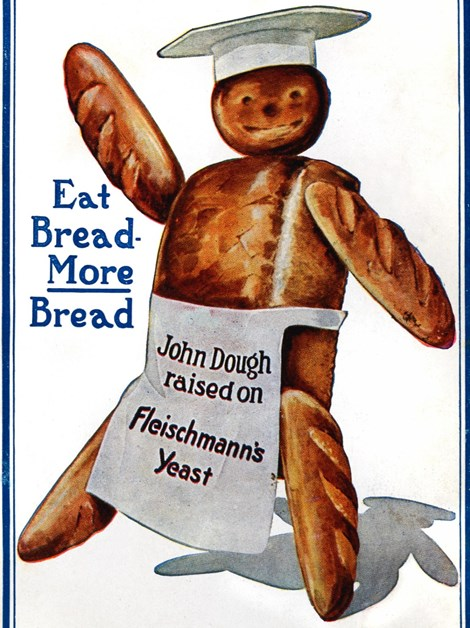 Eat
Bread-
More
Bread
John Dough
raised on
Fleischmann's
Yeast